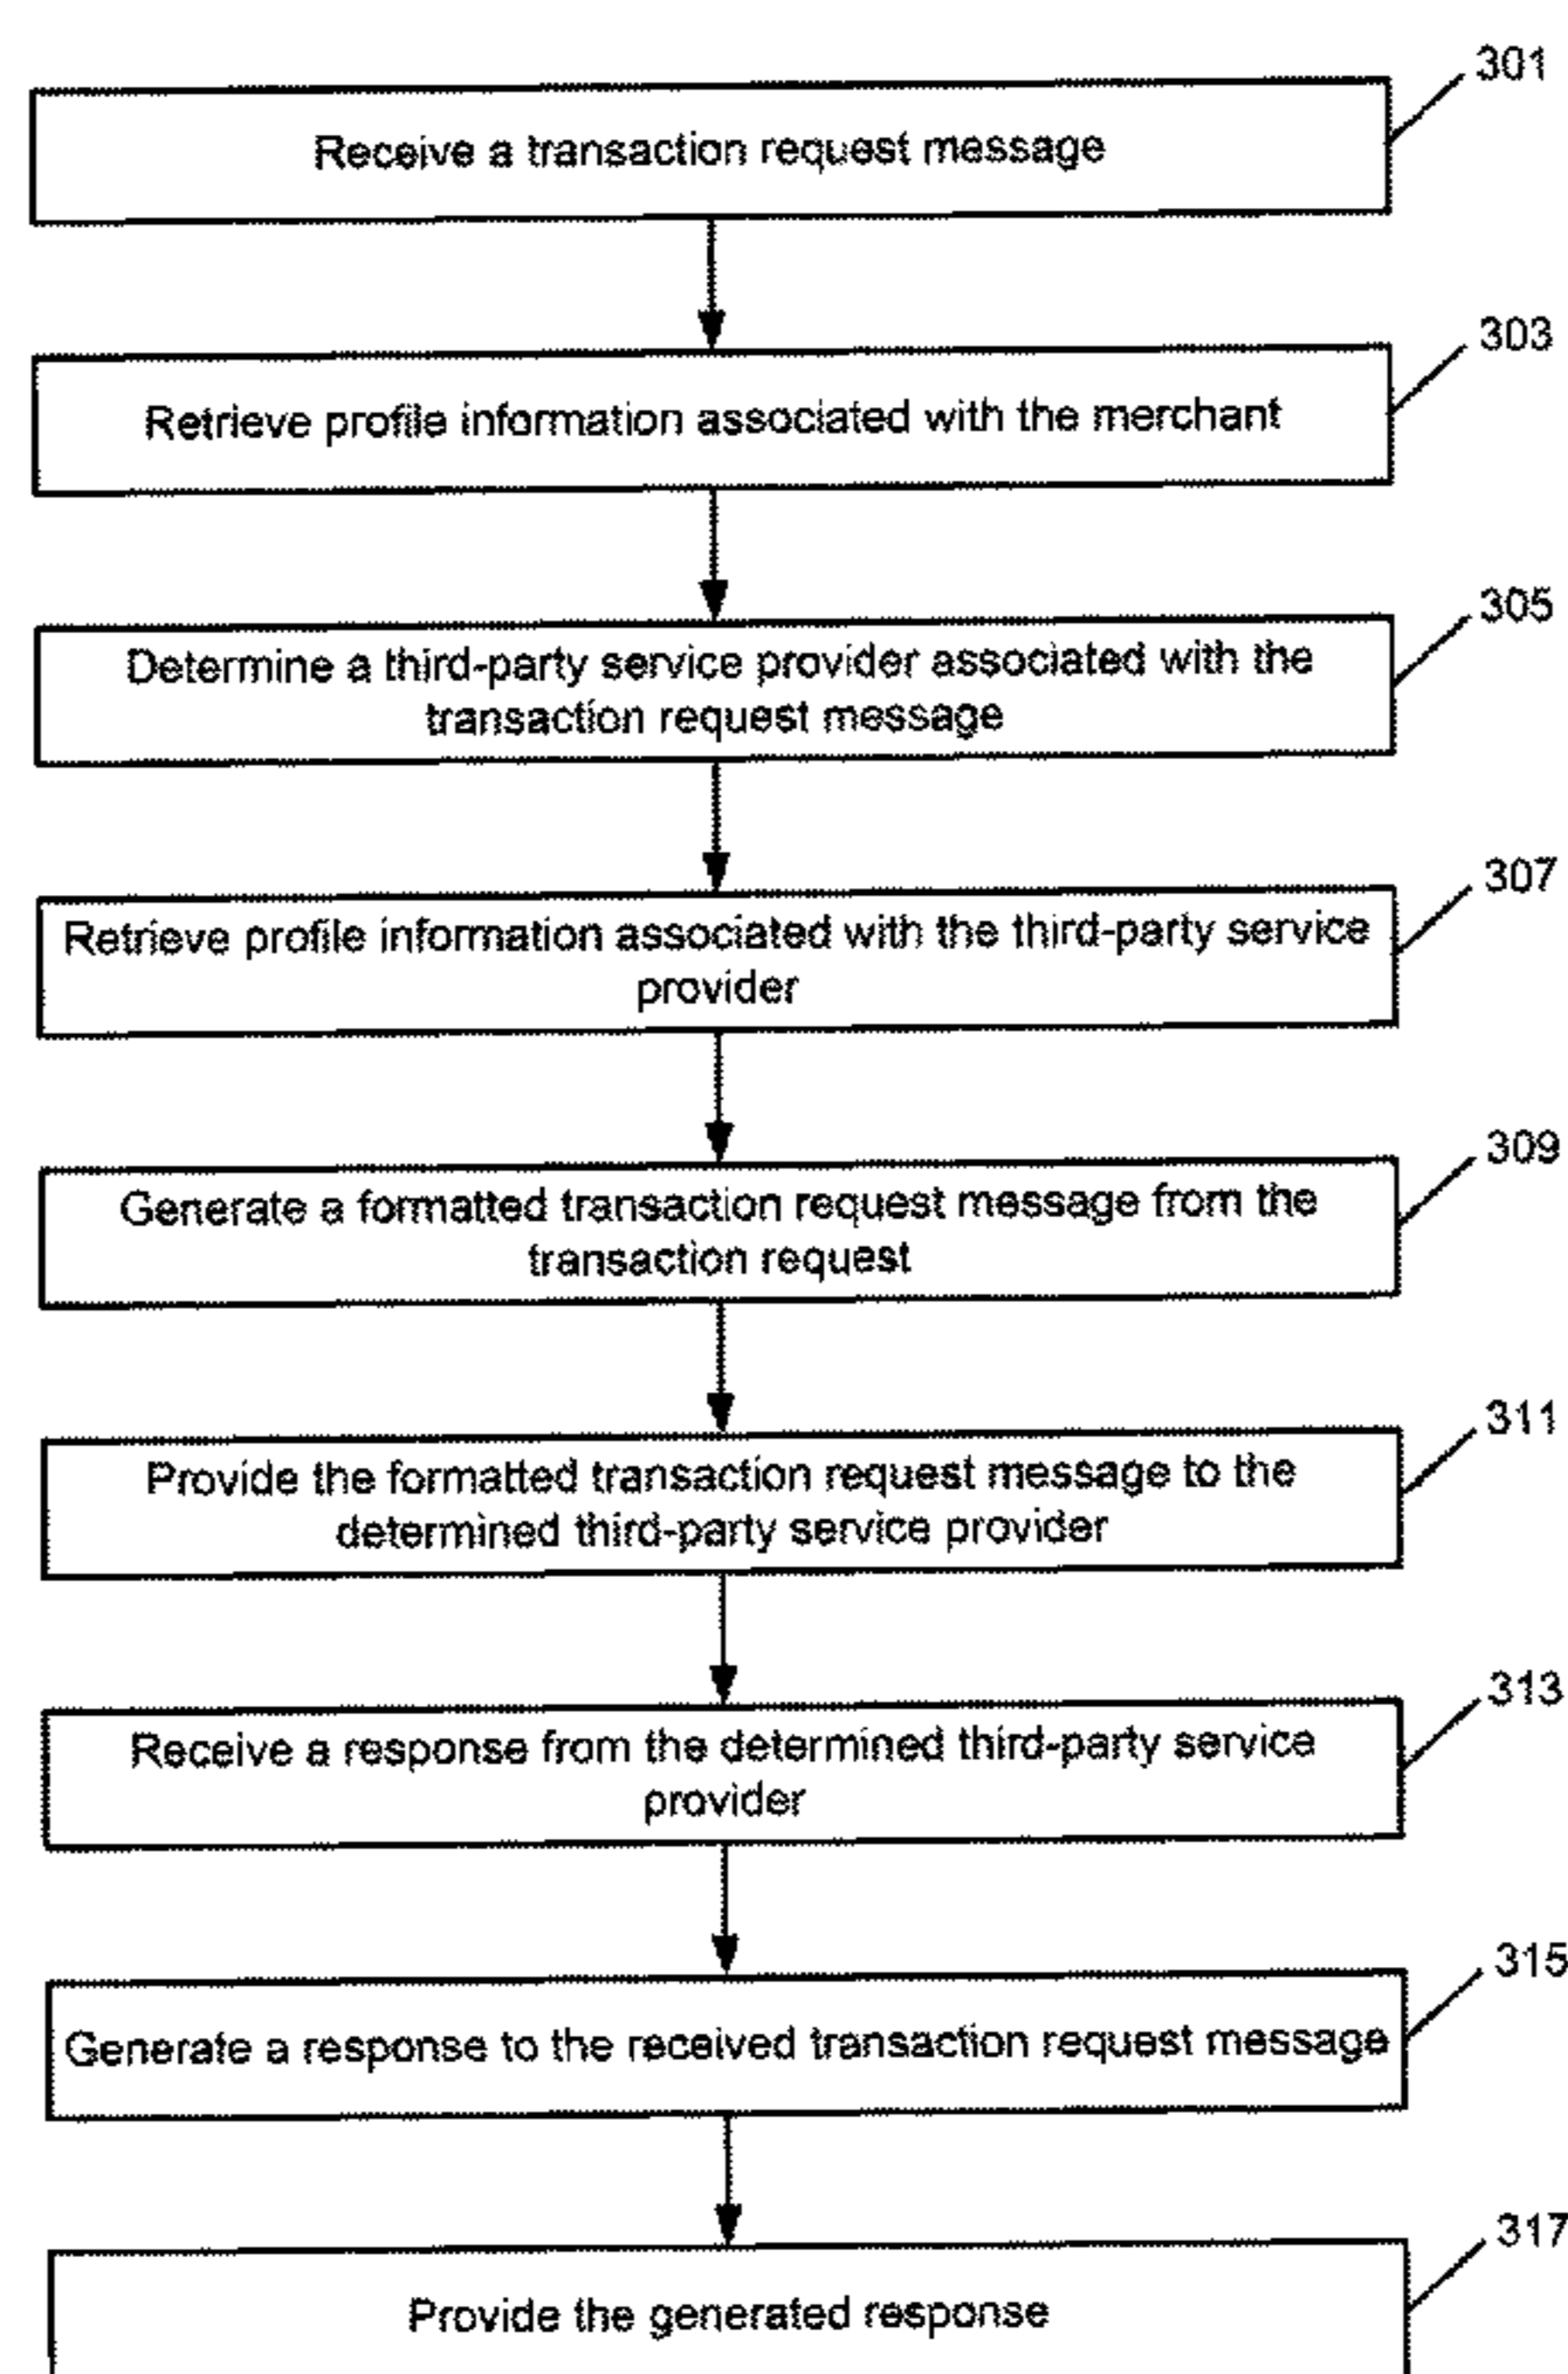 301
Receive a transaction request message
303
Retrieve profile information associated with the merchant
305
Determine a third-party service provider associated with the
transaction request message
307
Retrieve profile information associated with the third-party service
provider
309
Generate a formatted transaction request message from the
transaction request
311
Provide the formatted transaction request message to the
determined third-party service provider
313
Receive a response from the determined third-party service
provider
315
Generate a response to the received transaction request message
317
Provide the generated response